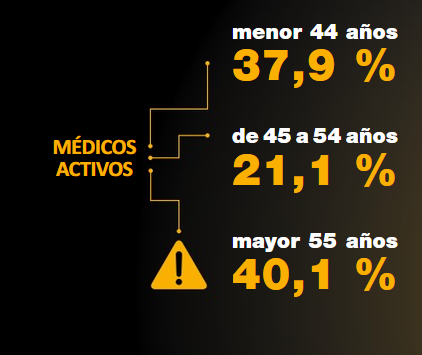 menor 44 años
37,9 %
MÉDICOS
ACTIVOS
de 45 a 54 años
21,1 %
mayor 55 años
40,1 %